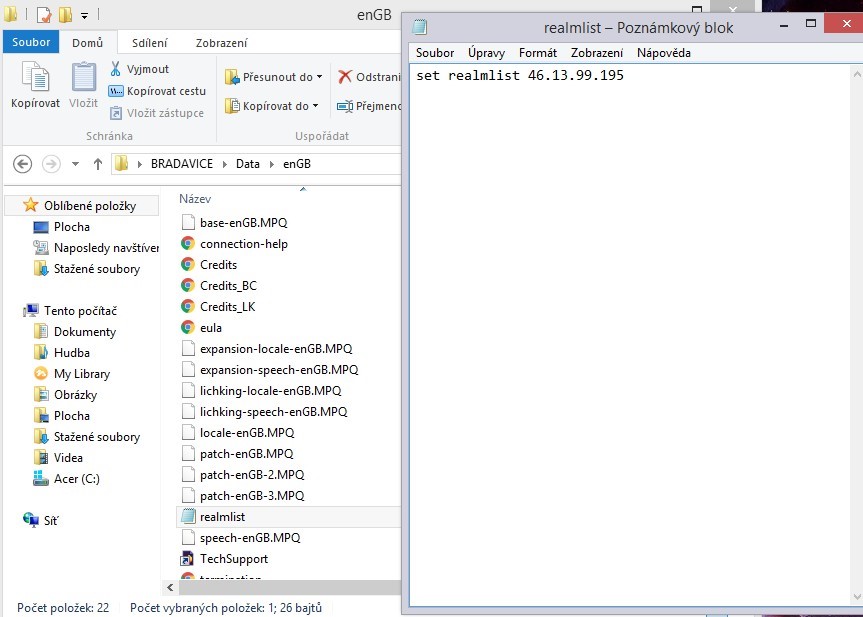 enGB
Soubor Domů Sdílení Zobrazení
Kopírovat
Vložit
Vyjmout
Kopírovat cestu
Vložit zástupce
Schránka
Přesunout do
Kopírovat do
Odstrani
Přejmeno
Uspořádat
BRADAVICE Data enGB
Oblíbené položky
Plocha
Naposledy navštíver
Stažené soubory
Tento počítač
Dokumenty
Hudba
My Library
Obrázky
Plocha
Stažené soubory
Videa
Acer (C:)
Síť
Název
base-enGB.MPQ
connection-help
Credits
Credits_BC
Credits_LK
eula
expansion-locale-enGB.MPQ
expansion-speech-enGB.MPQ
lichking-locale-enGB.MPQ
lichking-speech-enGB.MPQ
locale-enGB.MPQ
patch-enGB.MPQ
patch-enGB-2.MPQ
patch-enGB-3.MPQ
realmlist
speech-enGB.MPQ
TechSupport
termination
Počet položek: 22 Počet vybraných položek: 1; 26 bajtů
realmlist – Poznámkový blok
Soubor Úpravy Formát Zobrazení Nápověda
set realmlist 46.13.99.195